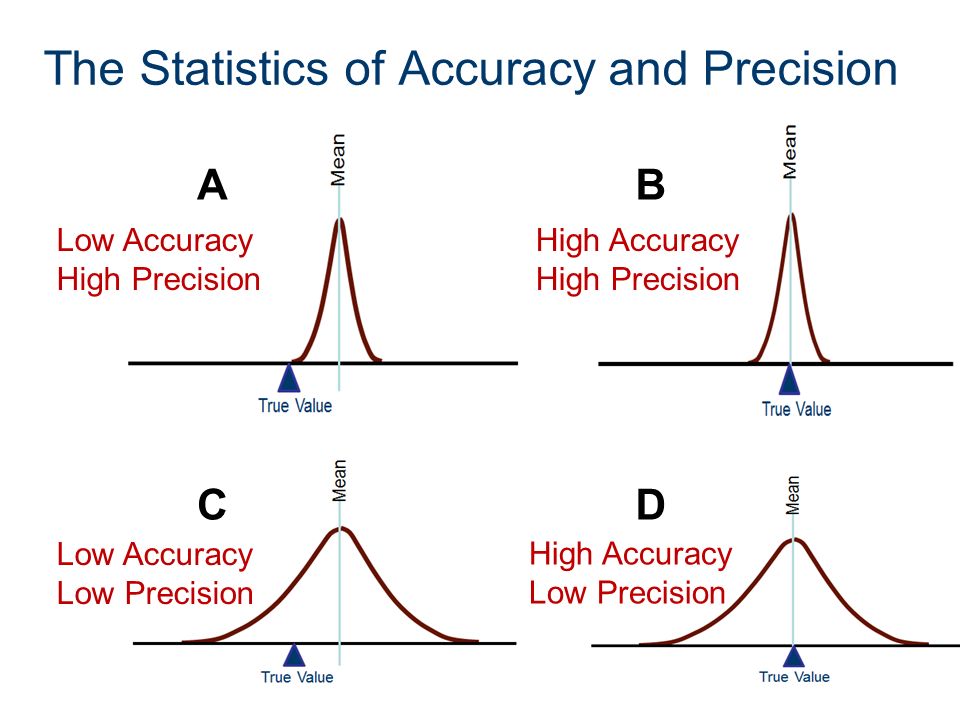 The Statistics of Accuracy and Precision
Mean
A
Low Accuracy
High Precision
True Value
Mean
B
High Accuracy
High Precision
True Value
Mean
C
Low Accuracy
Low Precision
True Value
Mean
D
High Accuracy
Low Precision
True Value